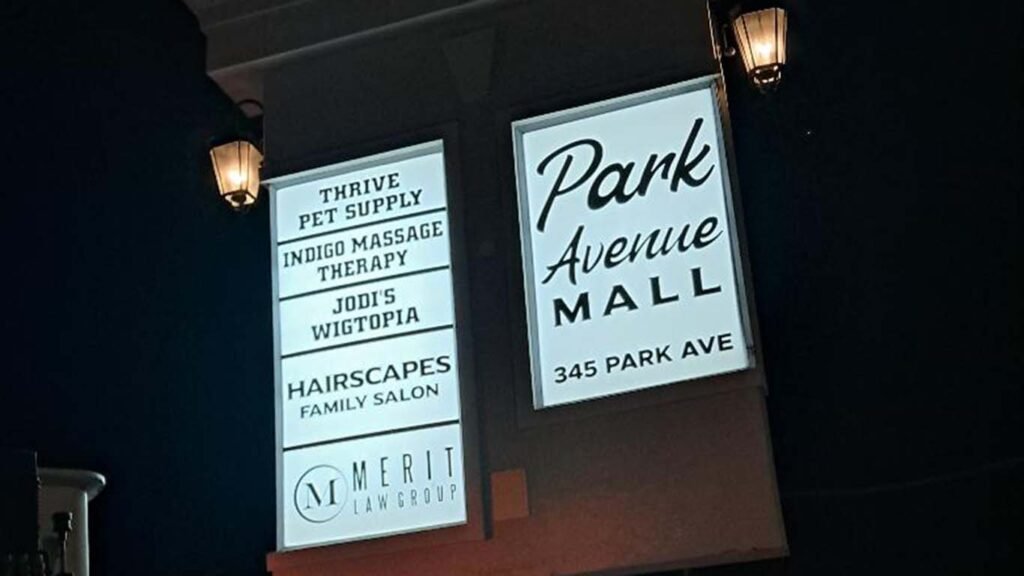 THRIVE
PET SUPPLY
INDIGO MASSAGE
THERAPY
JODI'S
WIGTOPIA
HAIRSCAPES
FAMILY SALON
M MERIT
LAW GROUP
Park
Avenue
MALL
345 PARK AVE